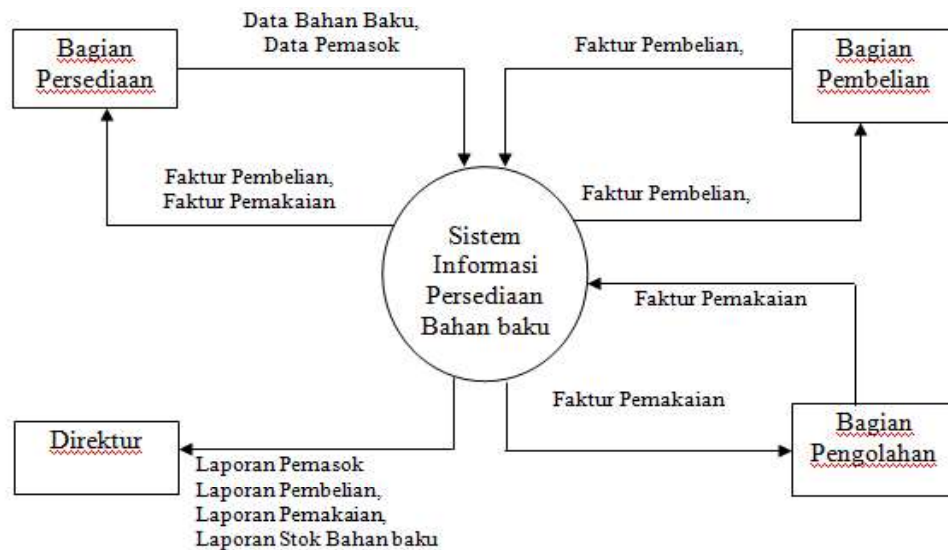 Data Bahan Baku,
Data Pemasok
Bagian
Persediaan
Faktur Pembelian,
Bagian
Pembelian
Faktur Pembelian,
Faktur Pemakaian
Faktur Pembelian,
Sistem
Informasi
Persediaan
Bahan baku
Faktur Pemakaian
Faktur Pemakaian
Direktur
Bagian
Pengolahan
Laporan Pemasok
Laporan Pembelian,
Laporan Pemakaian,
Laporan Stok Bahan baku